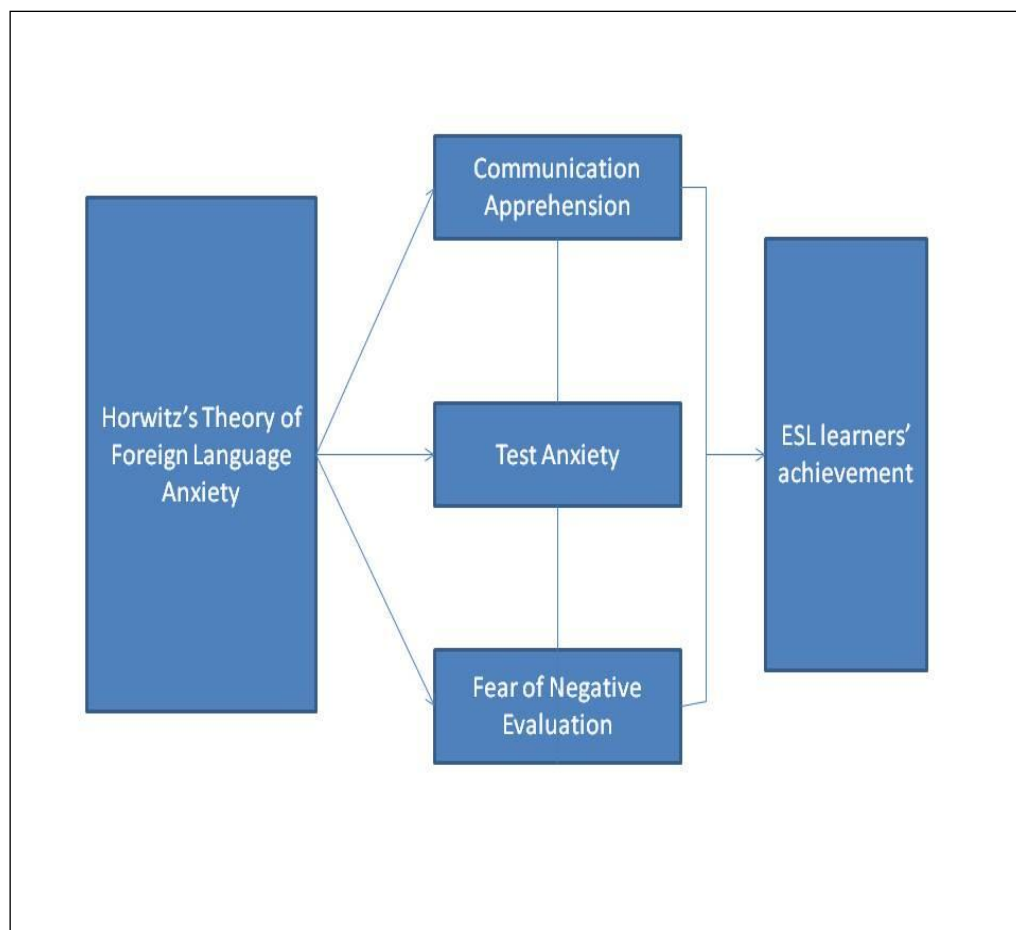 Horwitz’s Theory of
Foreign Language
Anxiety
Communication
Apprehension
Test Anxiety
Fear of Negative
Evaluation
ESL learners’
achievement